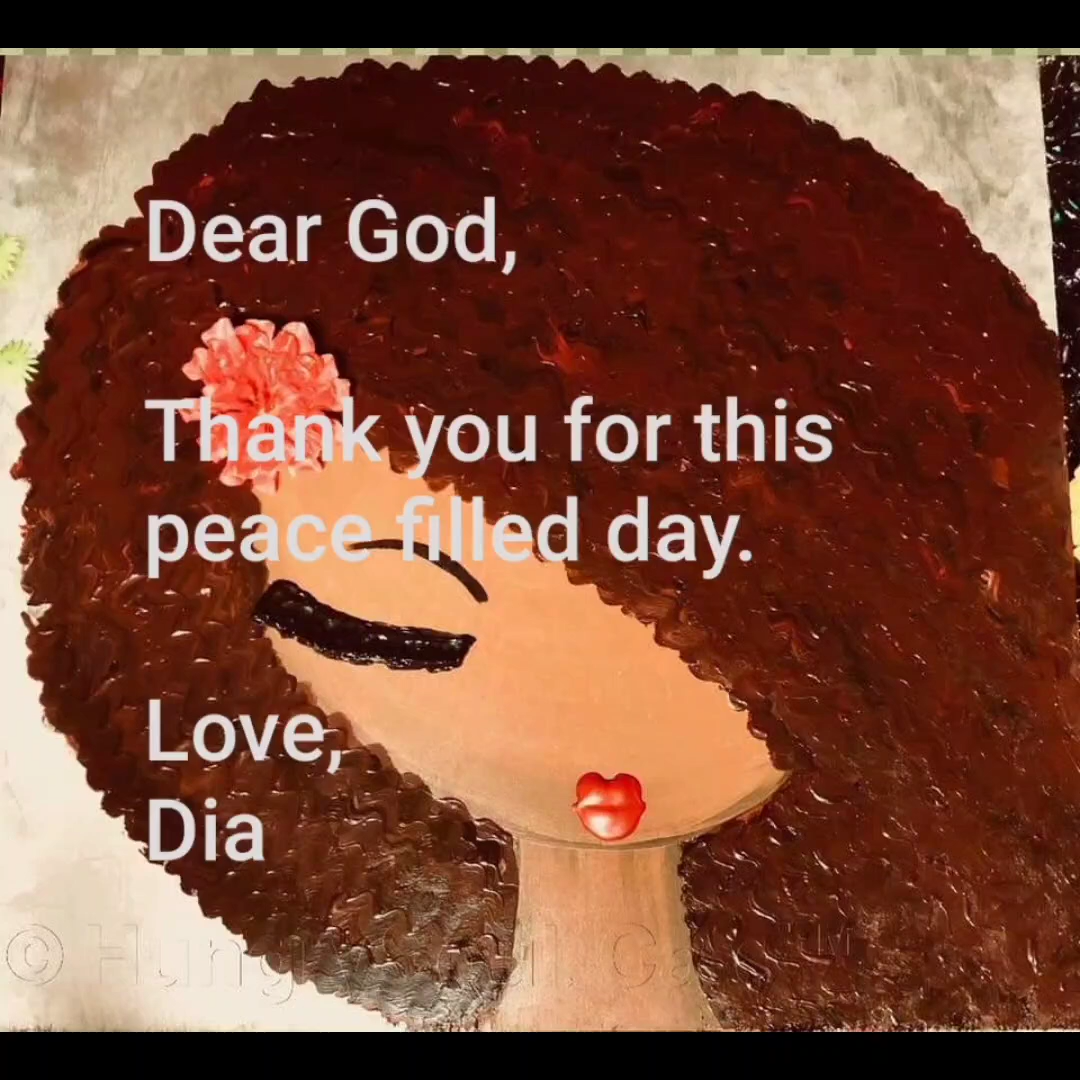 Dear God,
Thank you for this
peace filled day.
Love,
Dia